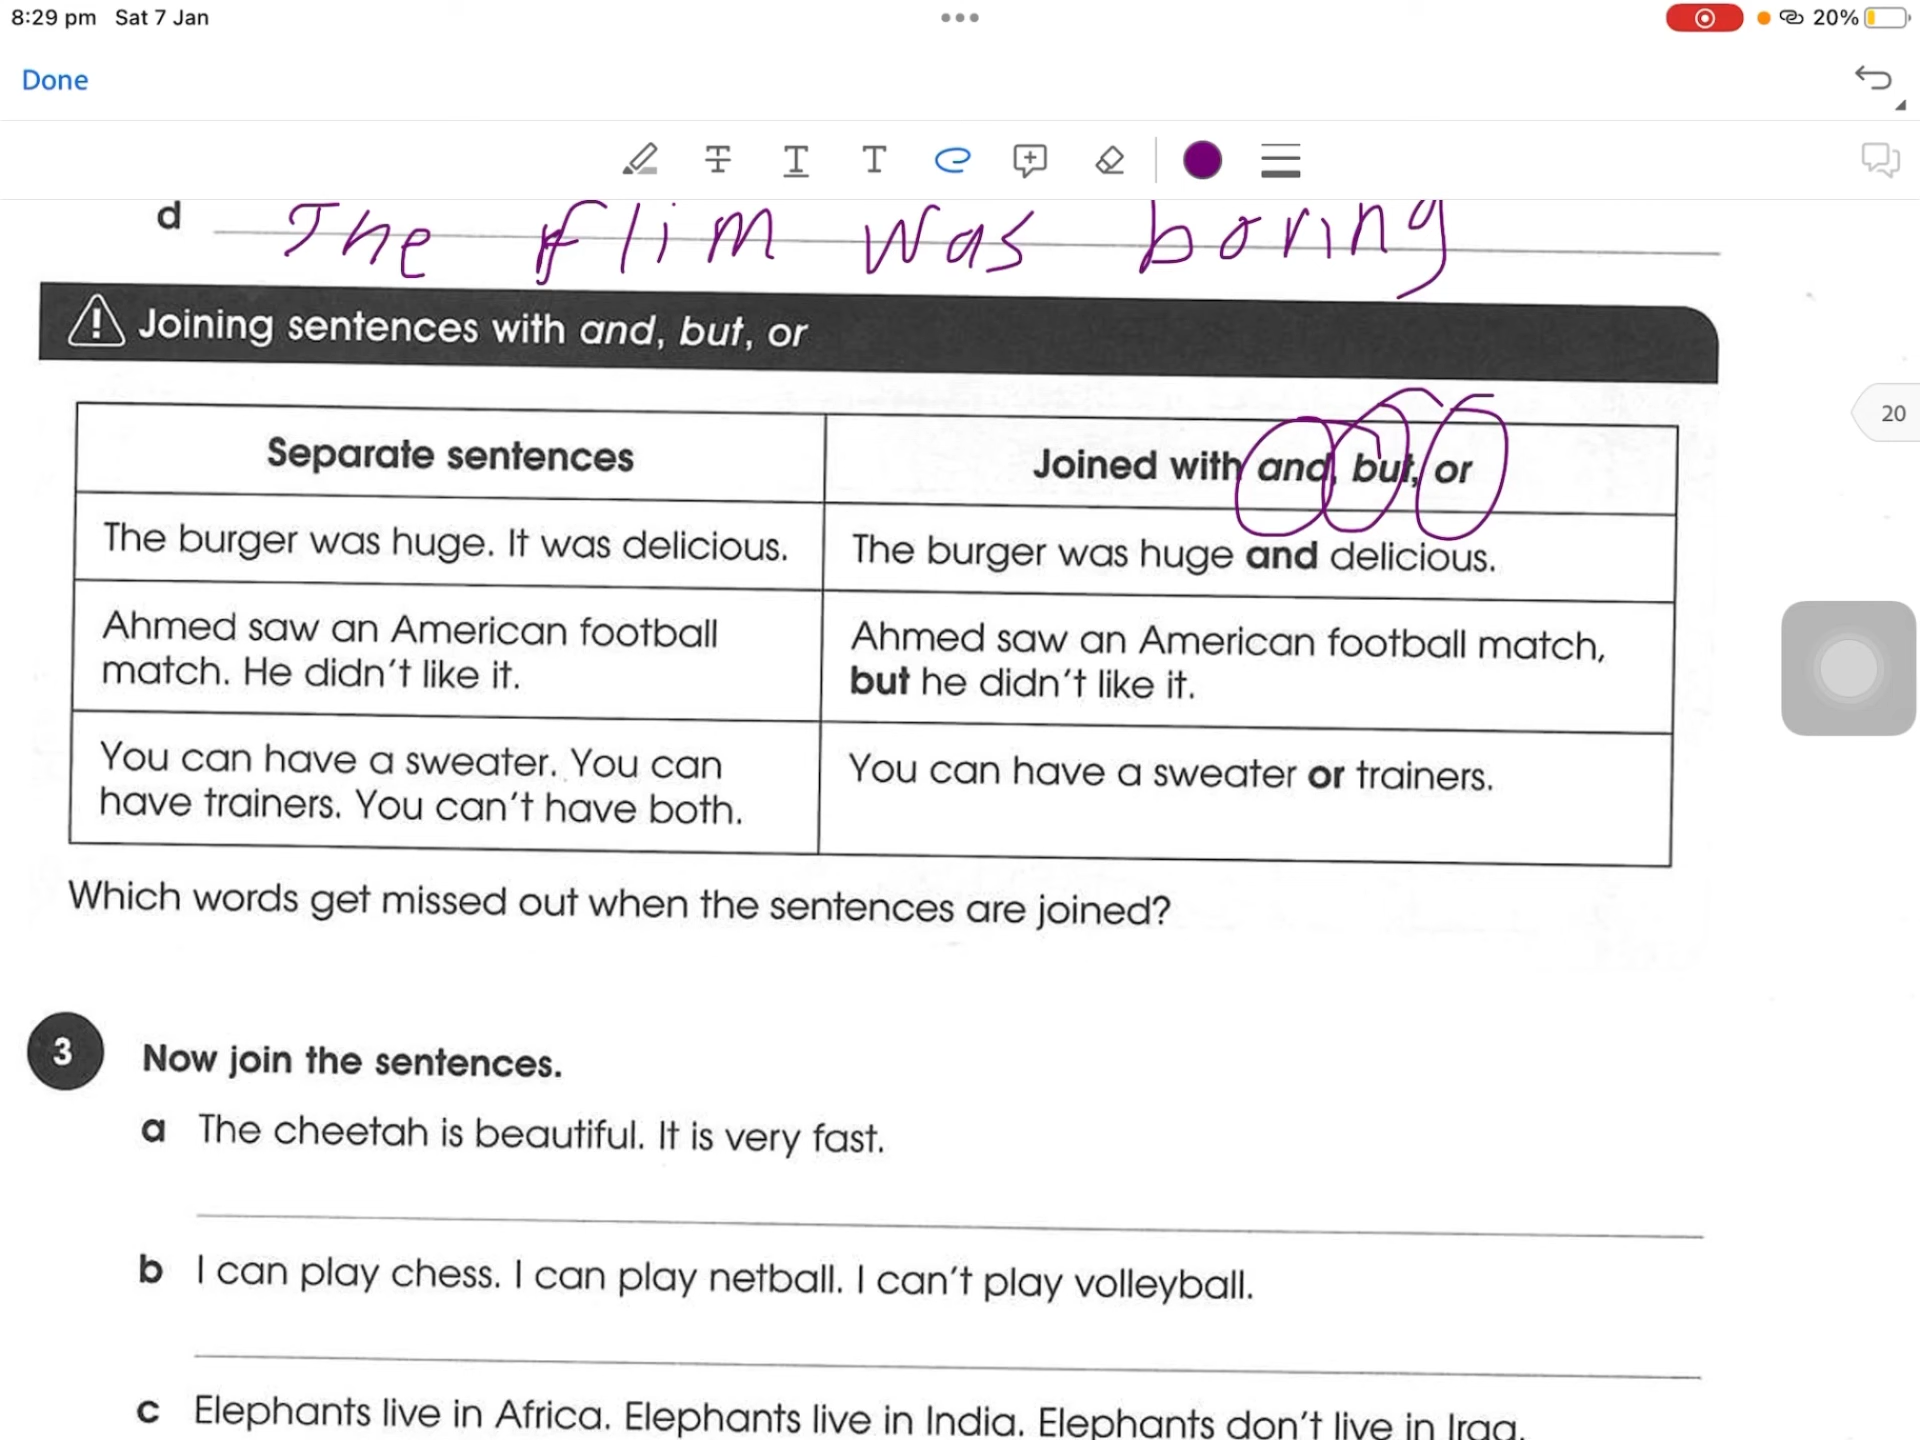 8:29 pm Sat 7 Jan
20%
Done
d The flim was boring
Joining sentences with and, but, or
20
Separate sentences
Joined with and, but, or
The burger was huge. It was delicious.
The burger was huge and delicious.
Ahmed saw an American football
match. He didn't like it.
Ahmed saw an American football match,
but he didn't like it.
You can have a sweater. You can
have trainers. You can't have both.
You can have a sweater or trainers.
Which words get missed out when the sentences are joined?
3 Now join the sentences.
a The cheetah is beautiful. It is very fast.
b I can play chess. I can play netball. I can't play volleyball.
c Elephants live in Africa. Elephants live in India. Elephants don't live in Iraq.